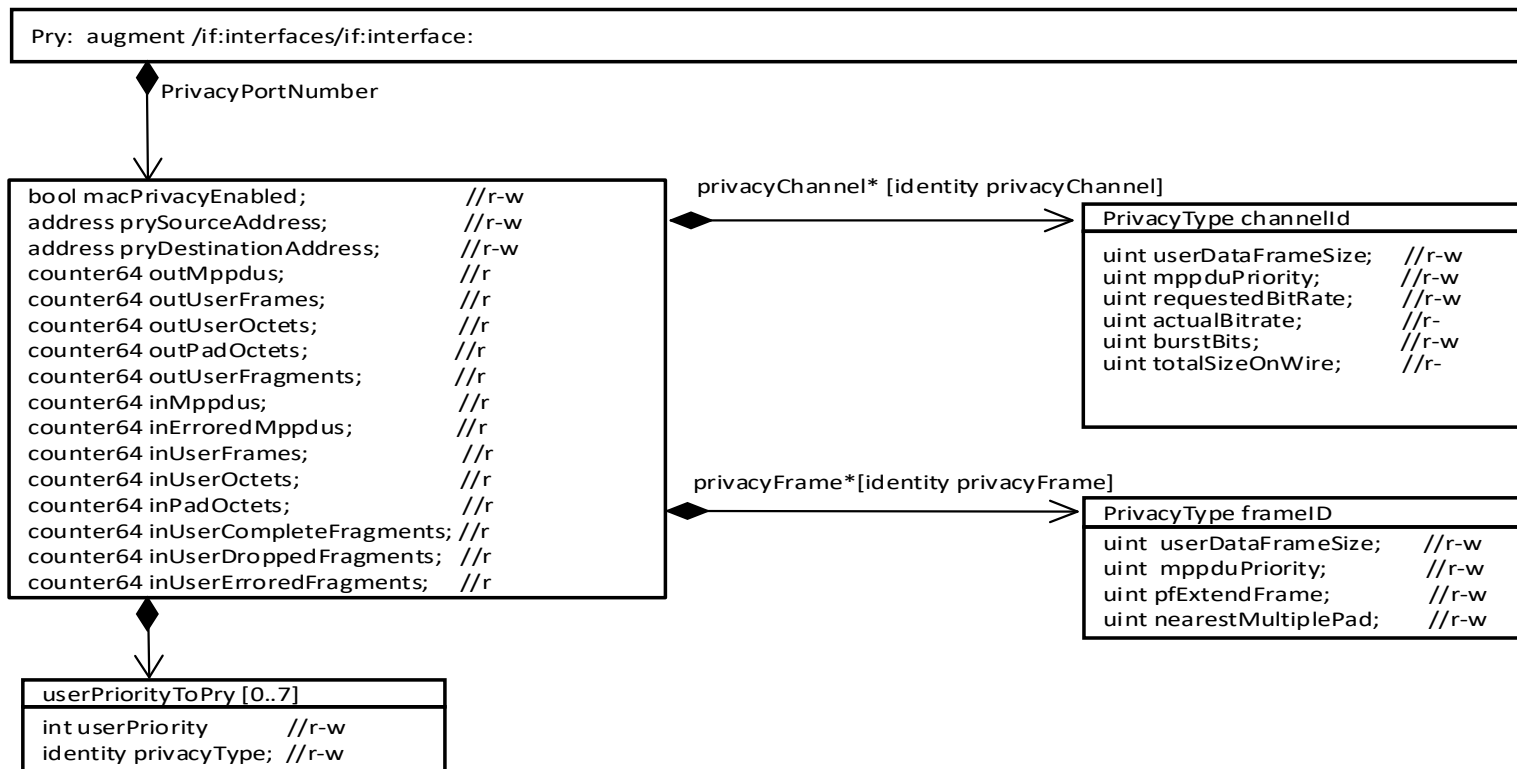 Pry: augment /if:interfaces/if:interface:
PrivacyPortNumber
bool macPrivacyEnabled; //r-w
address prySourceAddress; //r-w
address pryDestinationAddress; //r-w
counter64 outMppdus; //r
counter64 outUserFrames; //r
counter64 outUserOctets; //r
counter64 outPadOctets; //r
counter64 outUserFragments; //r
counter64 inMppdus; //r
counter64 inErroredMppdus; //r
counter64 inUserFrames; //r
counter64 inUserOctets; //r
counter64 inPadOctets; //r
counter64 inUserCompleteFragments; //r
counter64 inUserDroppedFragments; //r
counter64 inUserErroredFragments; //r
privacyChannel* [identity privacyChannel]
PrivacyType channelId
uint userDataFrameSize; //r-w
uint mppduPriority; //r-w
uint requestedBitRate; //r-w
uint actualBitrate; //r-
uint burstBits; //r-w
uint totalSizeOnWire; //r-
privacyFrame*[identity privacyFrame]
PrivacyType frameID
uint userDataFrameSize; //r-w
uint mppduPriority; //r-w
uint pfExtendFrame; //r-w
uint nearestMultiplePad; //r-w
userPriorityToPry [0..7]
int userPriority //r-w
identity privacyType; //r-w